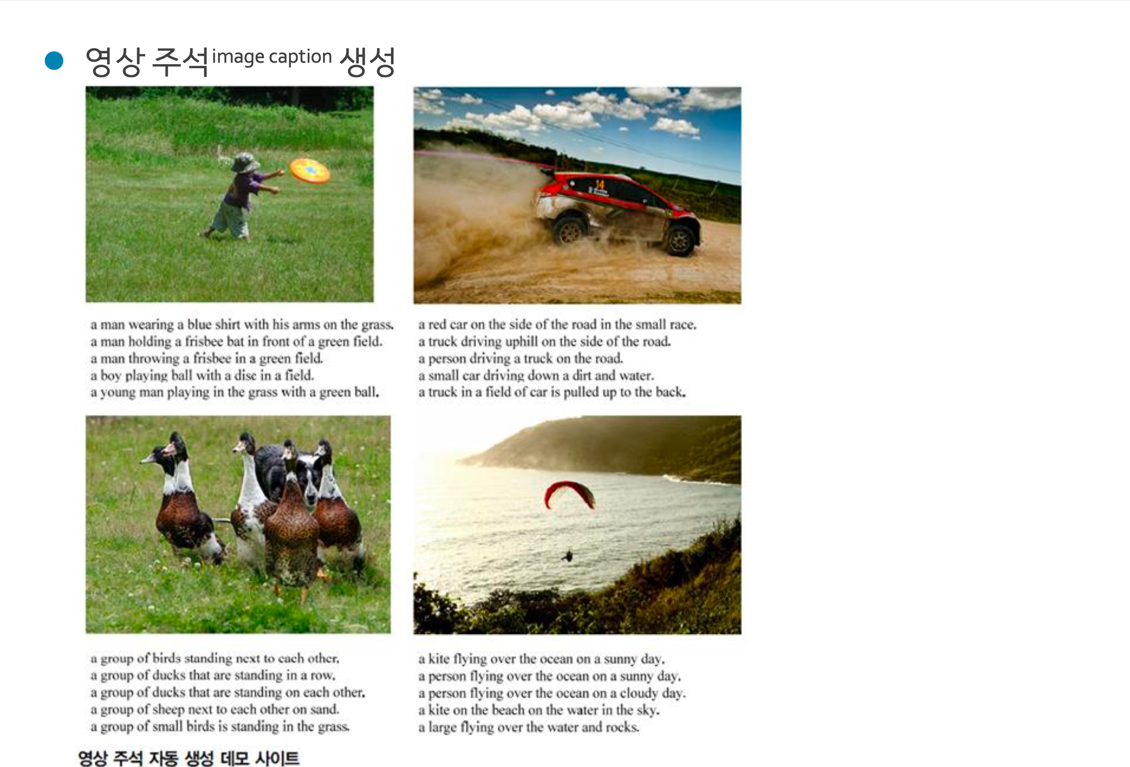 영상 주석image caption 생성
14
a man wearing a blue shirt with his arms on the grass.
a man holding a frisbee bat in front of a green field.
a man throwing a frisbee in a green field.
a boy playing ball with a disc in a field.
a young man playing in the grass with a green ball.
a red car on the side of the road in the small race.
a truck driving uphill on the side of the road.
a person driving a truck on the road.
a small car driving down a dirt and water.
a truck in a field of car is pulled up to the back.
a group of birds standing next to each other.
a group of ducks that are standing in a row.
a group of ducks that are standing on each other.
a group of sheep next to each other on sand.
a group of small birds is standing in the grass.
a kite flying over the ocean on a sunny day.
a person flying over the ocean on a sunny day.
a person flying over the ocean on a cloudy day.
a kite on the beach on the water in the sky.
a large flying over the water and rocks.
영상 주석 자동 생성 데모 사이트